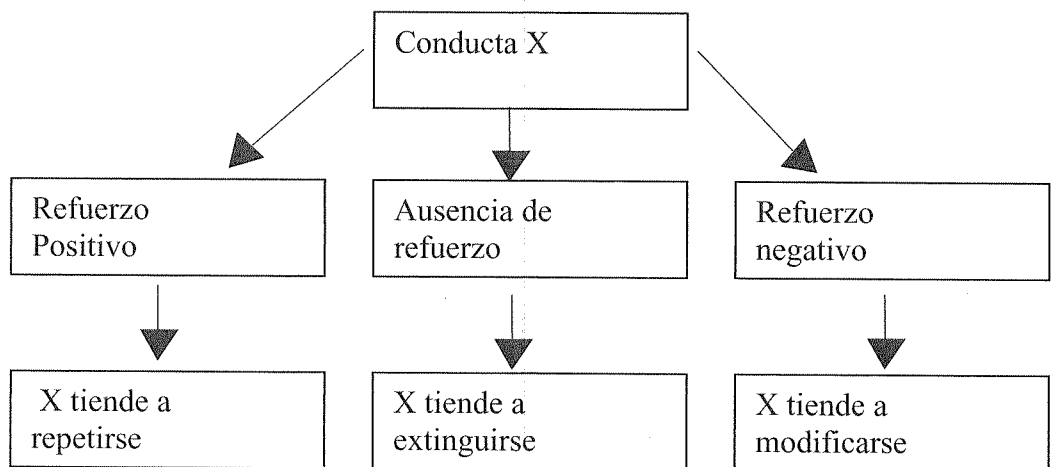 Conducta X
Refuerzo
Positivo
Ausencia de
refuerzo
Refuerzo
negativo
X tiende a
repetirse
X tiende a
extinguirse
X tiende a
modificarse